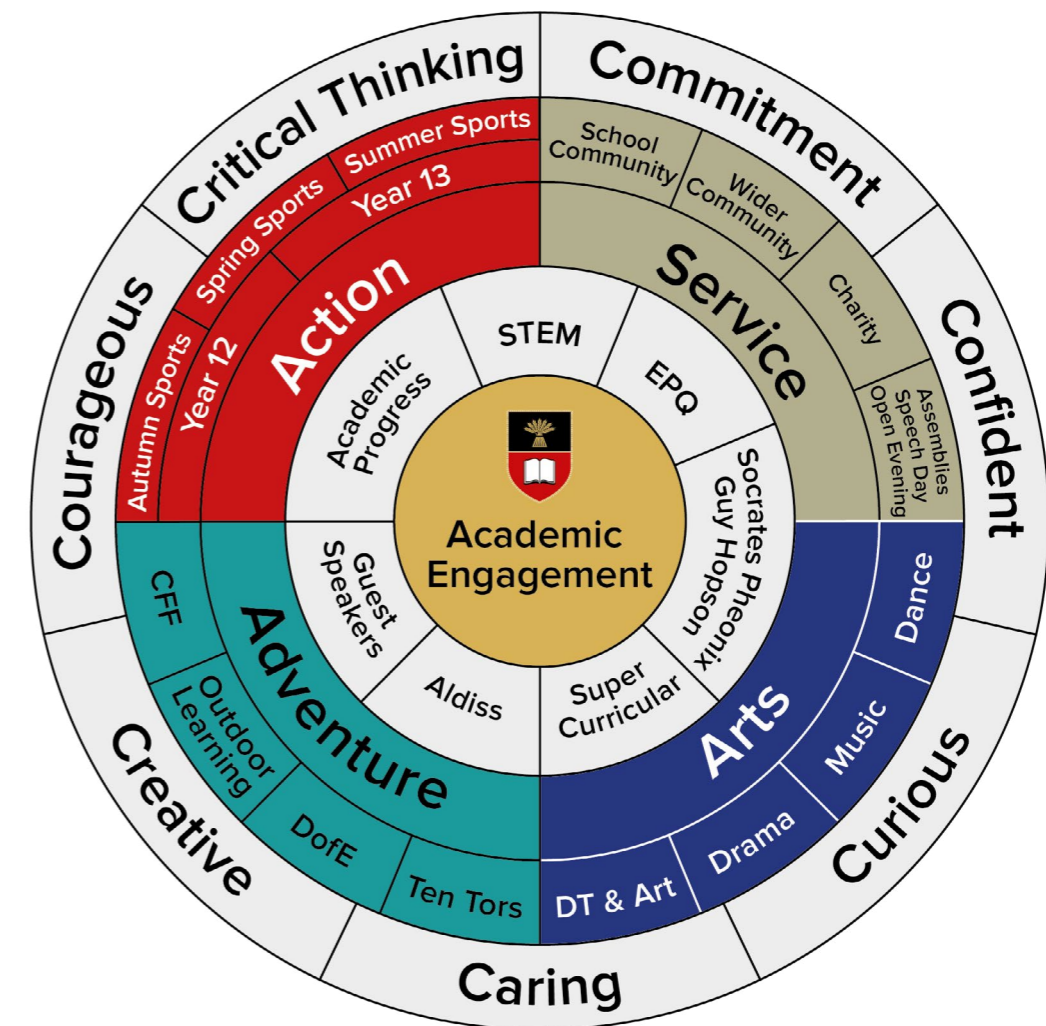 Critical Thinking
Commitment
Confident
Curious
Caring
Creative
Courageous
Action
Summer Sports
Spring Sports
Autumn Sports
Year 13
Year 12
Service
School
Community
Wider
Community
Charity
Assemblies
Speech Day
Open Evening
Arts
Dance
Music
Drama
DT & Art
Adventure
Ten Tors
DofE
Outdoor
Learning
CFF
Academic
Progress
STEM
EPQ
Socrates Pheonix
Guy Hopson
Super
Curricular
Aldiss
Guest
Speakers
Academic
Engagement